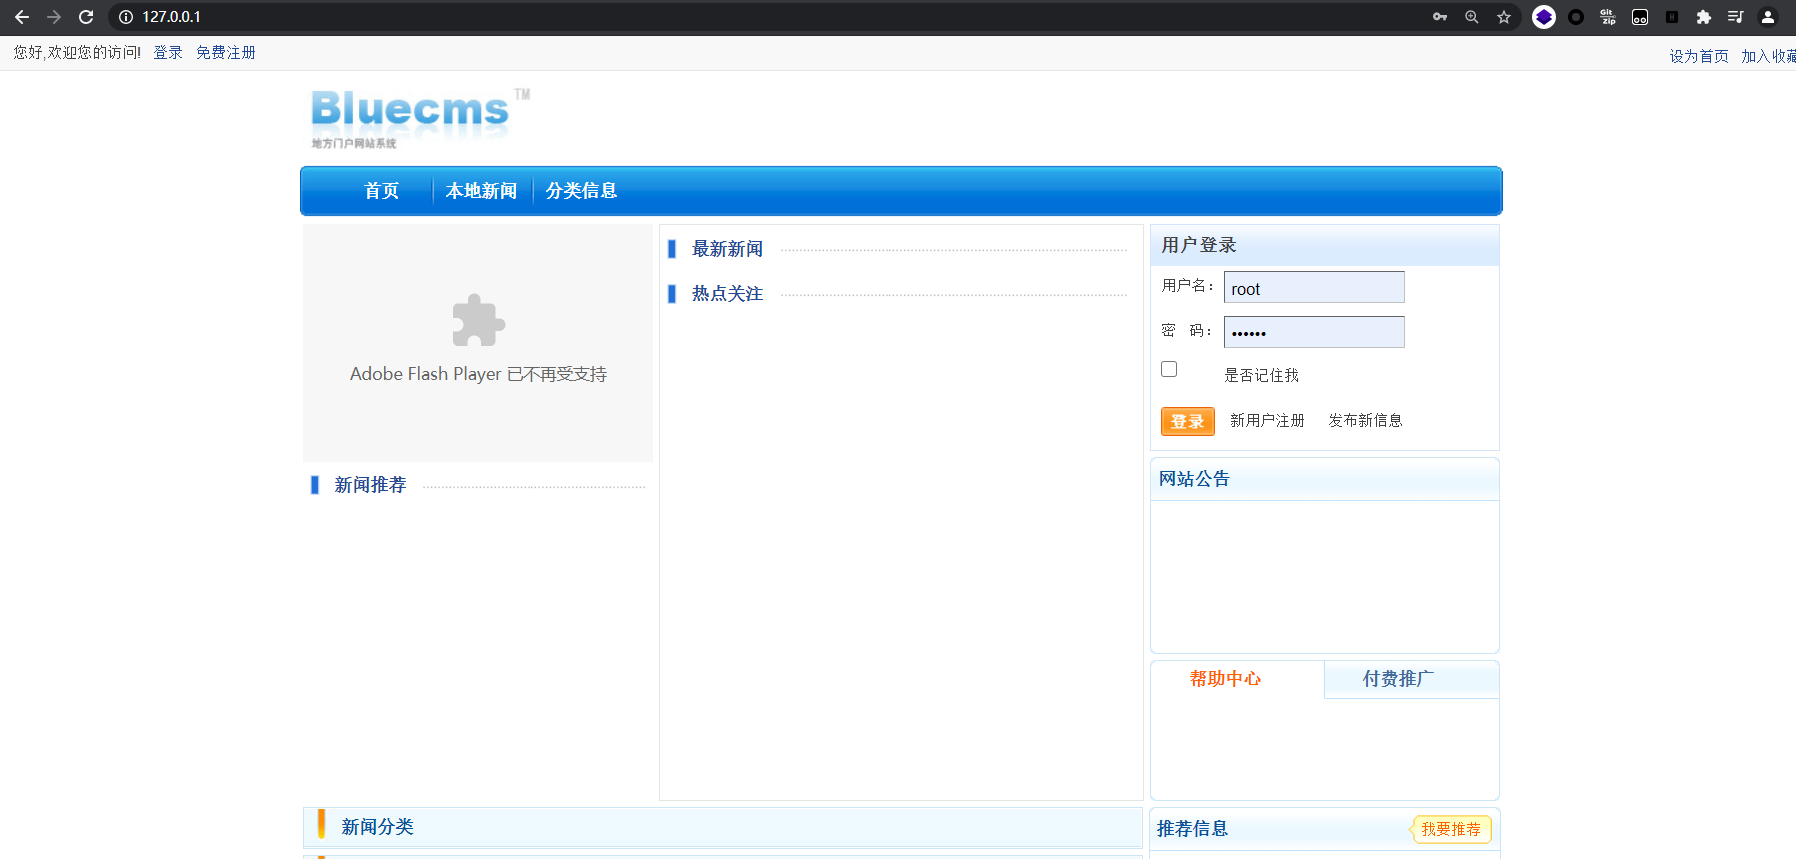 127.0.0.1
Git
Zip
您好,欢迎您的访问! 登录 免费注册
设为首页 加入收藏
Bluecms TM
地方门户网站系统
首页 本地新闻 分类信息
Adobe Flash Player 已不再受支持
新闻推荐
最新新闻
热点关注
用户登录
用户名： root
密 码： ••••••
是否记住我
登录 新用户注册 发布新信息
网站公告
帮助中心 付费推广
新闻分类
推荐信息 我要推荐